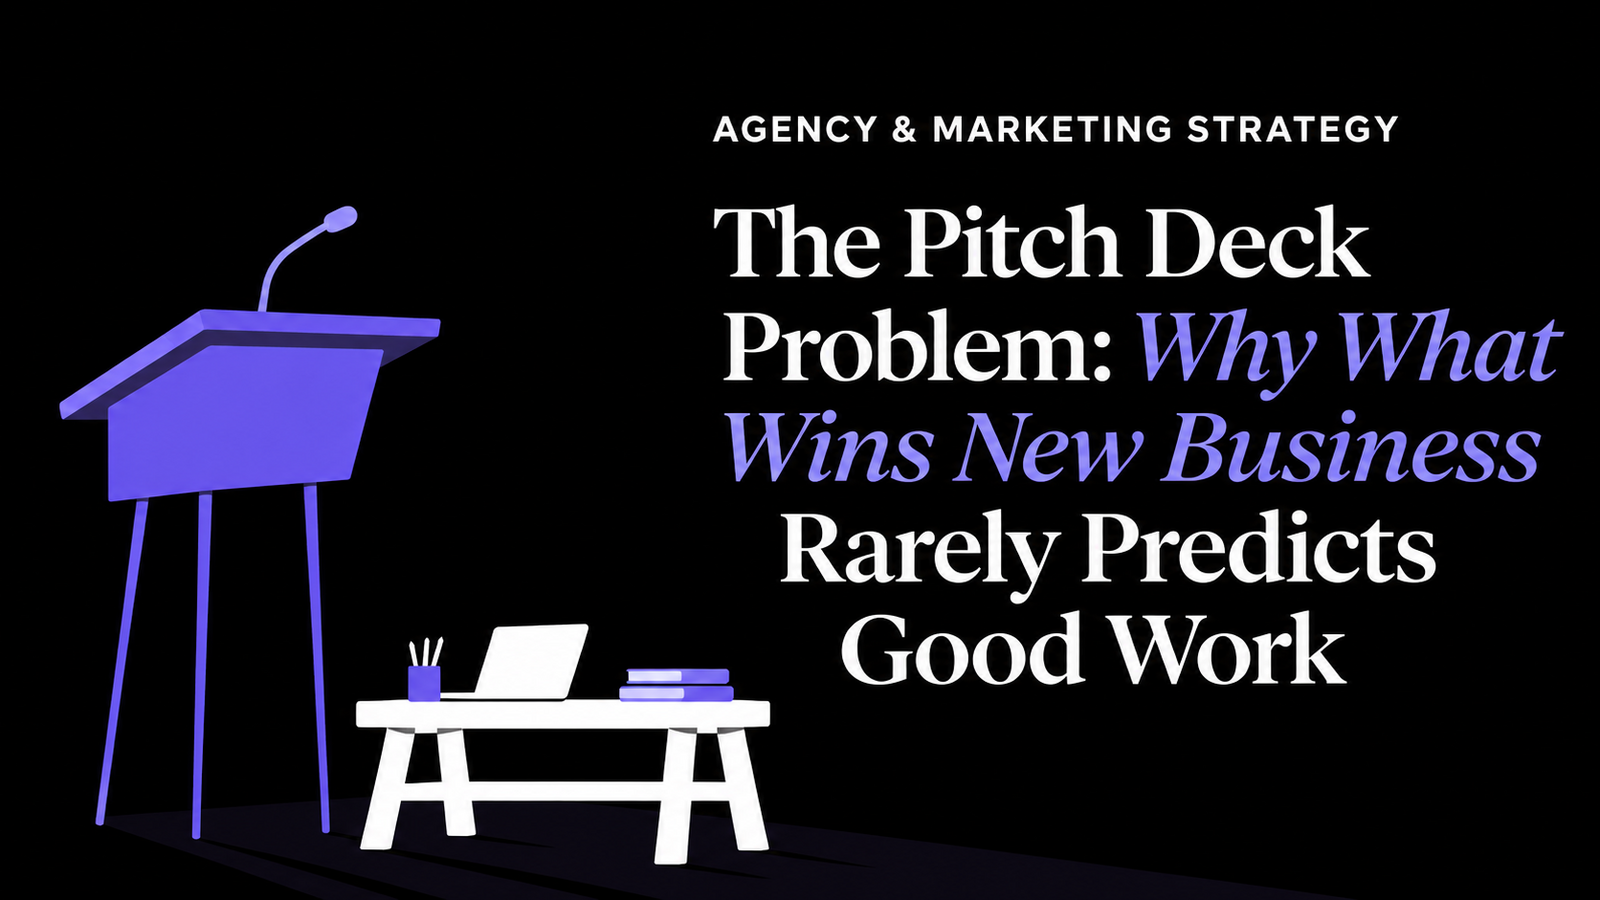 AGENCY & MARKETING STRATEGY
The Pitch Deck
Problem: Why What
Wins New Business
Rarely Predicts
Good Work